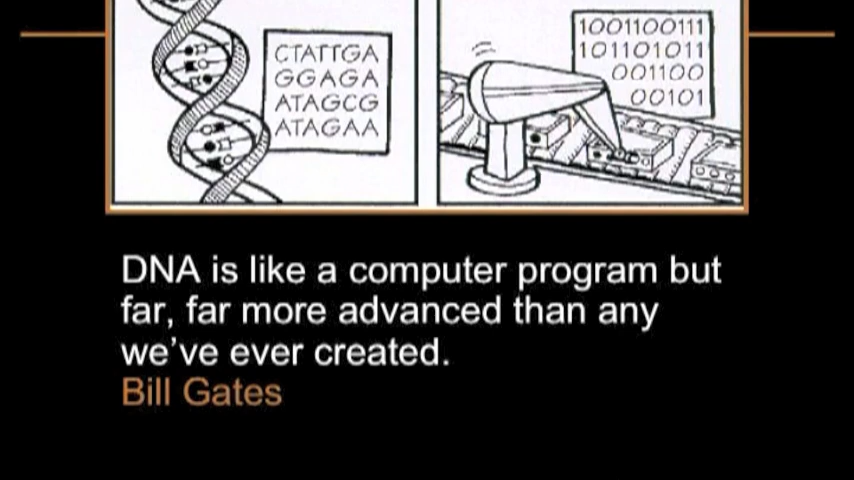 CTATTGA
GGAGA
ATAGCG
ATAGAA
1001100111
101101011
001100
00101
DNA is like a computer program but
far, far more advanced than any
we've ever created.
Bill Gates